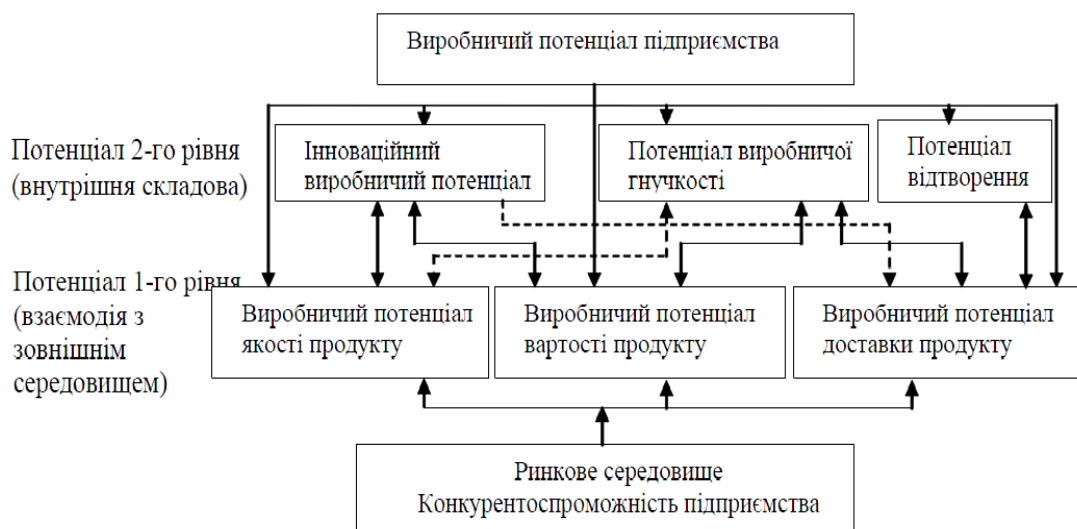 Виробничий потенціал підприємства
Потенціал 2-го рівня
(внутрішня складова)
Інноваційний
виробничий потенціал
Потенціал виробничої
гнучкості
Потенціал
відтворення
Потенціал 1-го рівня
(взаємодія з
зовнішнім
середовищем)
Виробничий потенціал
якості продукту
Виробничий потенціал
вартості продукту
Виробничий потенціал
доставки продукту
Ринкове середовище
Конкурентоспроможність підприємства